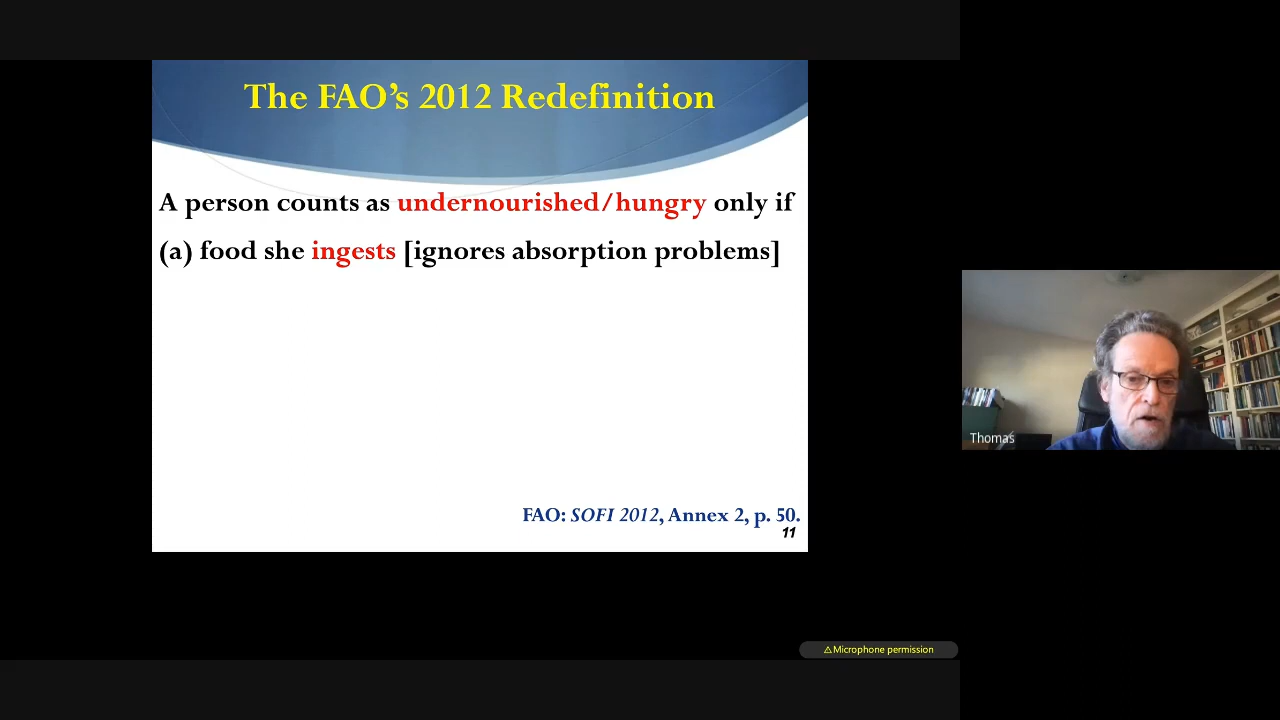 The FAO’s 2012 Redefinition
A person counts as undernourished/hungry only if
(a) food she ingests [ignores absorption problems]
FAO: SOFI 2012, Annex 2, p. 50.
11
Thomas
⚠Microphone permission